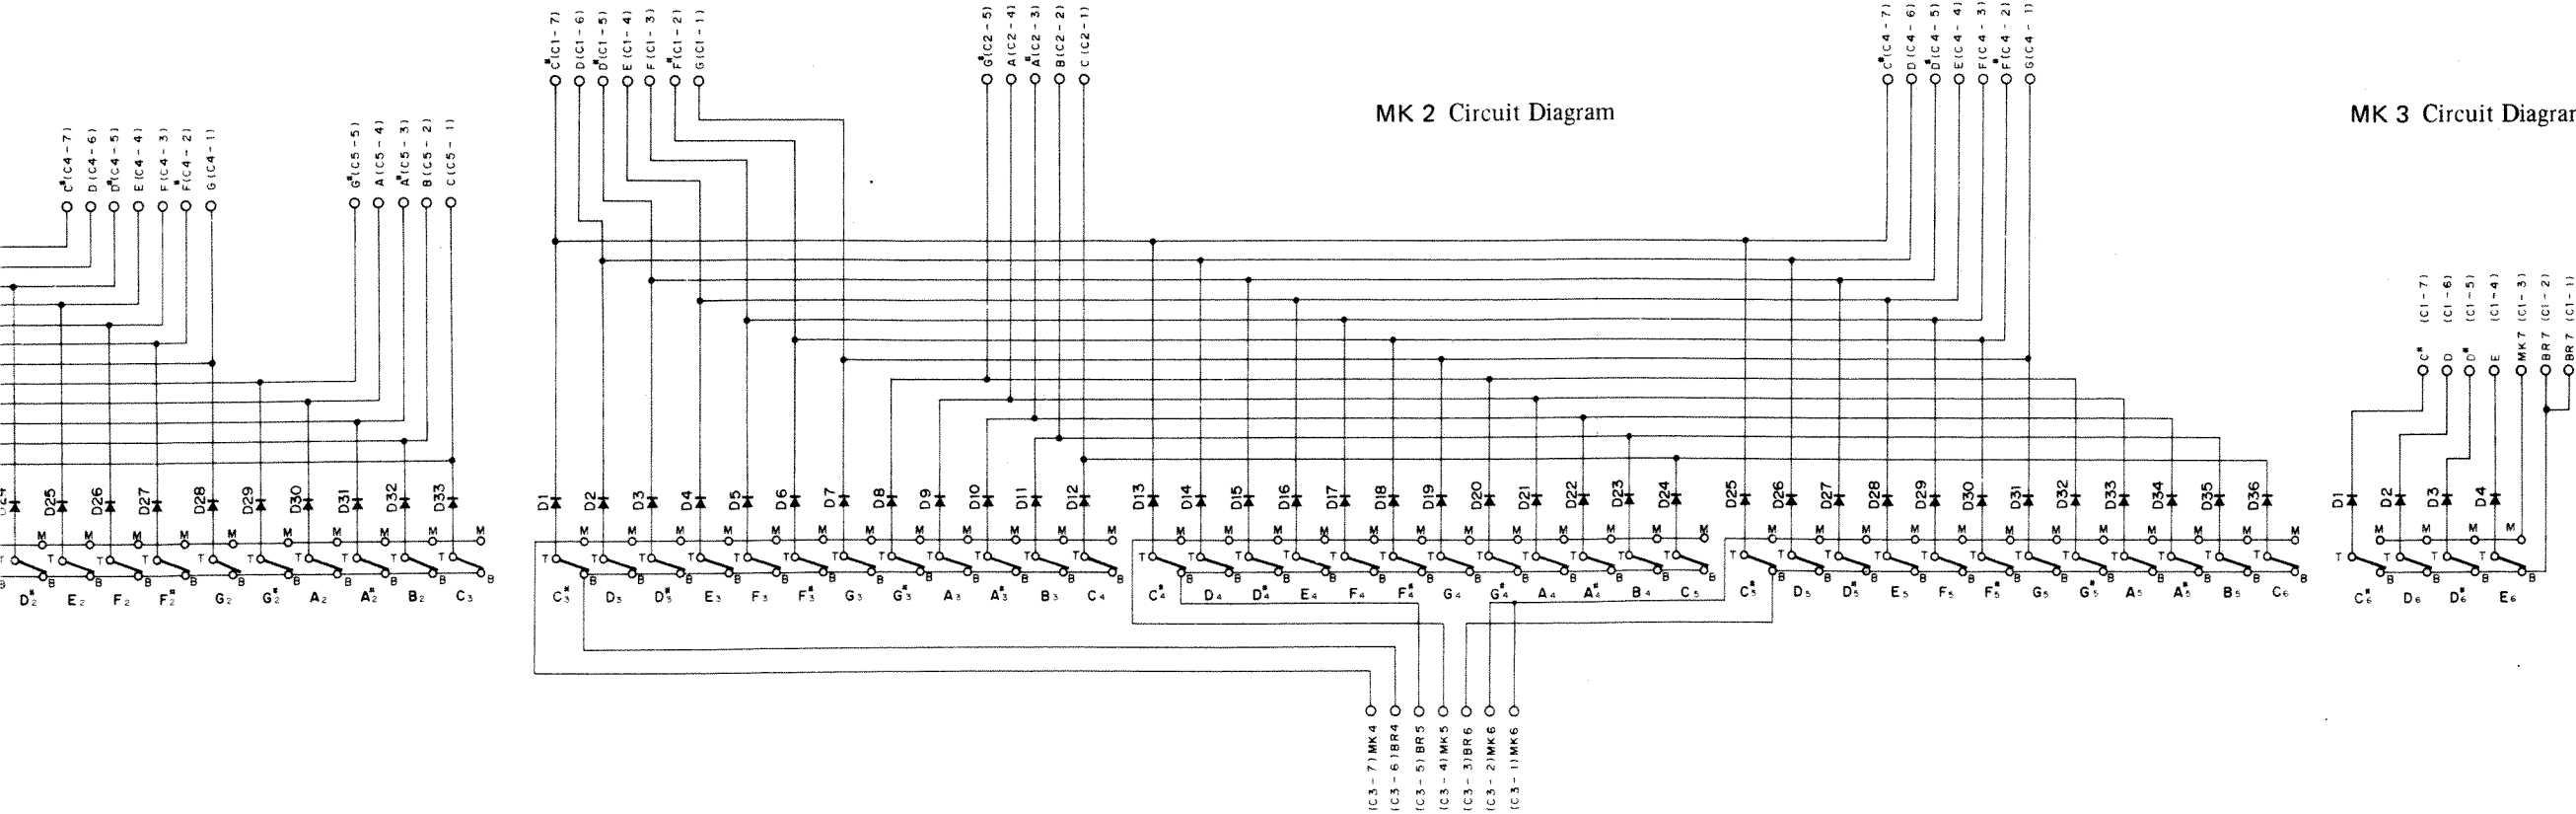 MK 2 Circuit Diagram
MK 3 Circuit Diagram
C#(C4-7) D(C4-6) D#(C4-5) E(C4-4) F(C4-3) F#(C4-2) G(C4-1)
G#(C5-5) A(C5-4) A#(C5-3) B(C5-2) C(C5-1)
D24 D25 D26 D27 D28 D29 D30 D31 D32 D33
M M M M M M M M M M
T T T T T T T T T T
B B B B B B B B B B B
D#2 E2 F2 F#2 G2 G#2 A2 A#2 B2 C3
C#(C1-7) D(C1-6) D#(C1-5) E(C1-4) F(C1-3) F#(C1-2) G(C1-1)
G#(C2-5) A(C2-4) A#(C2-3) B(C2-2) C(C2-1)
C#(C4-7) D(C4-6) D#(C4-5) E(C4-4) F(C4-3) F#(C4-2) G(C4-1)
D1 D2 D3 D4 D5 D6 D7 D8 D9 D10 D11 D12 D13 D14 D15 D16 D17 D18 D19 D20 D21 D22 D23 D24 D25 D26 D27 D28 D29 D30 D31 D32 D33 D34 D35 D36
M M M M M M M M M M M M M M M M M M M M M M M M M M M M M M M M M M M M
T T T T T T T T T T T T T T T T T T T T T T T T T T T T T T T T T T T T
B B B B B B B B B B B B B B B B B B B B B B B B B B B B B B B B B B B B
C#3 D3 D#3 E3 F3 F#3 G3 G#3 A3 A#3 B3 C4 C#4 D4 D#4 E4 F4 F#4 G4 G#4 A4 A#4 B4 C5 C#5 D5 D#5 E5 F5 F#5 G5 G#5 A5 A#5 B5 C6
(C3-7)MK4 (C3-6)BR4 (C3-5)BR5 (C3-4)MK5 (C3-3)BR6 (C3-2)MK6 (C3-1)MK6
C# (C1-7) D (C1-6) D# (C1-5) E (C1-4) MK7 (C1-3) BR7 (C1-2) BR7 (C1-1)
D1 D2 D3 D4
M M M M
T T T T
B B B B
C#6 D6 D#6 E6